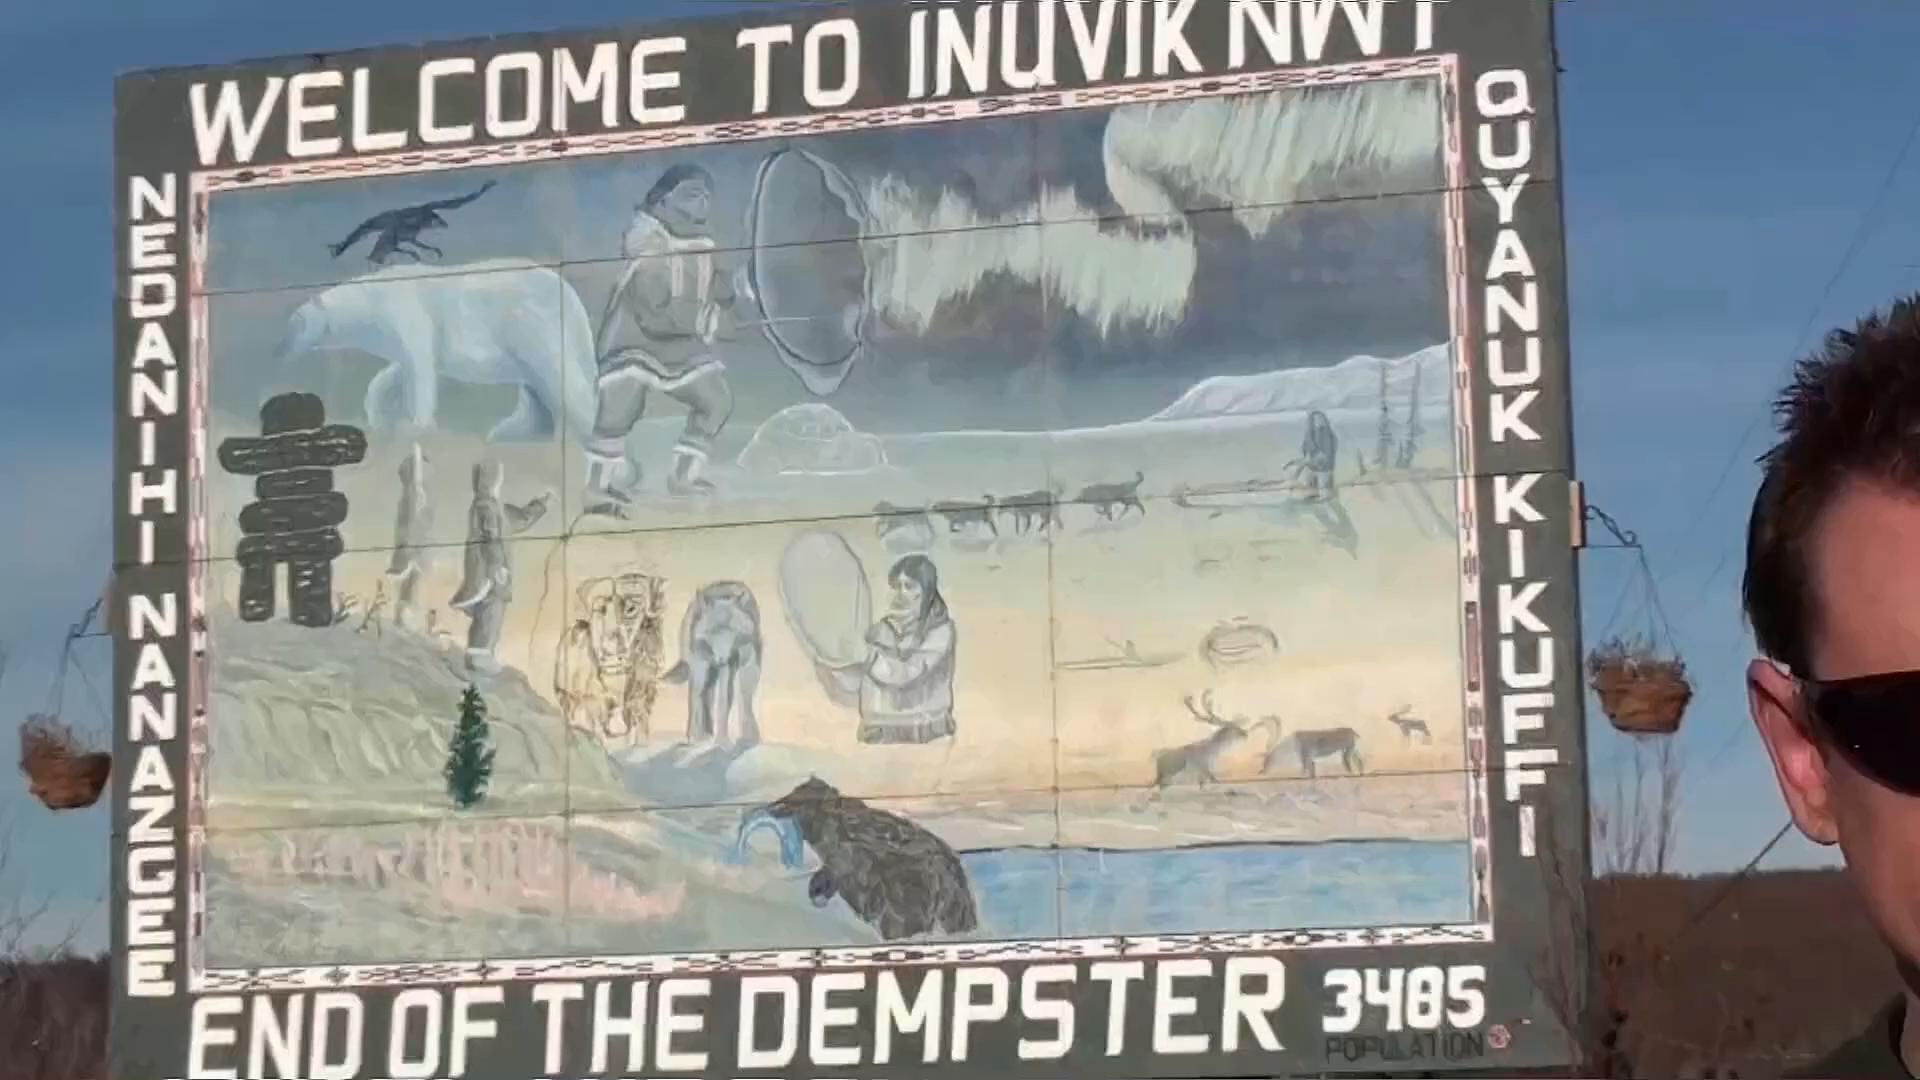 WELCOME TO INUVIK NWT
NEDANIHI NANAZGEE
QUYANUK KIKUFFI
END OF THE DEMPSTER 3485
POPULATION